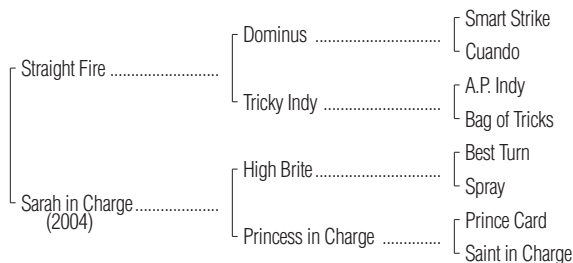 Smart Strike
Dominus
Cuando
Straight Fire
A.P. Indy
Tricky Indy
Bag of Tricks
Best Turn
High Brite
Spray
Sarah in Charge
(2004)
Prince Card
Princess in Charge
Saint in Charge